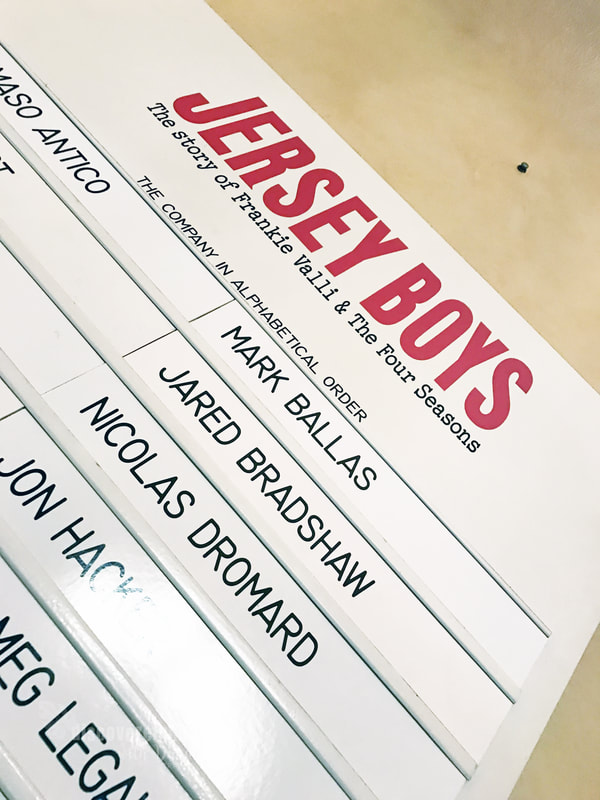 JERSEY BOYS
The story of Frankie Valli & The Four Seasons
THE COMPANY IN ALPHABETICAL ORDER
MASO ANTICO
MARK BALLAS
JARED BRADSHAW
NICOLAS DROMARD
JON HACK
MEG LEGA